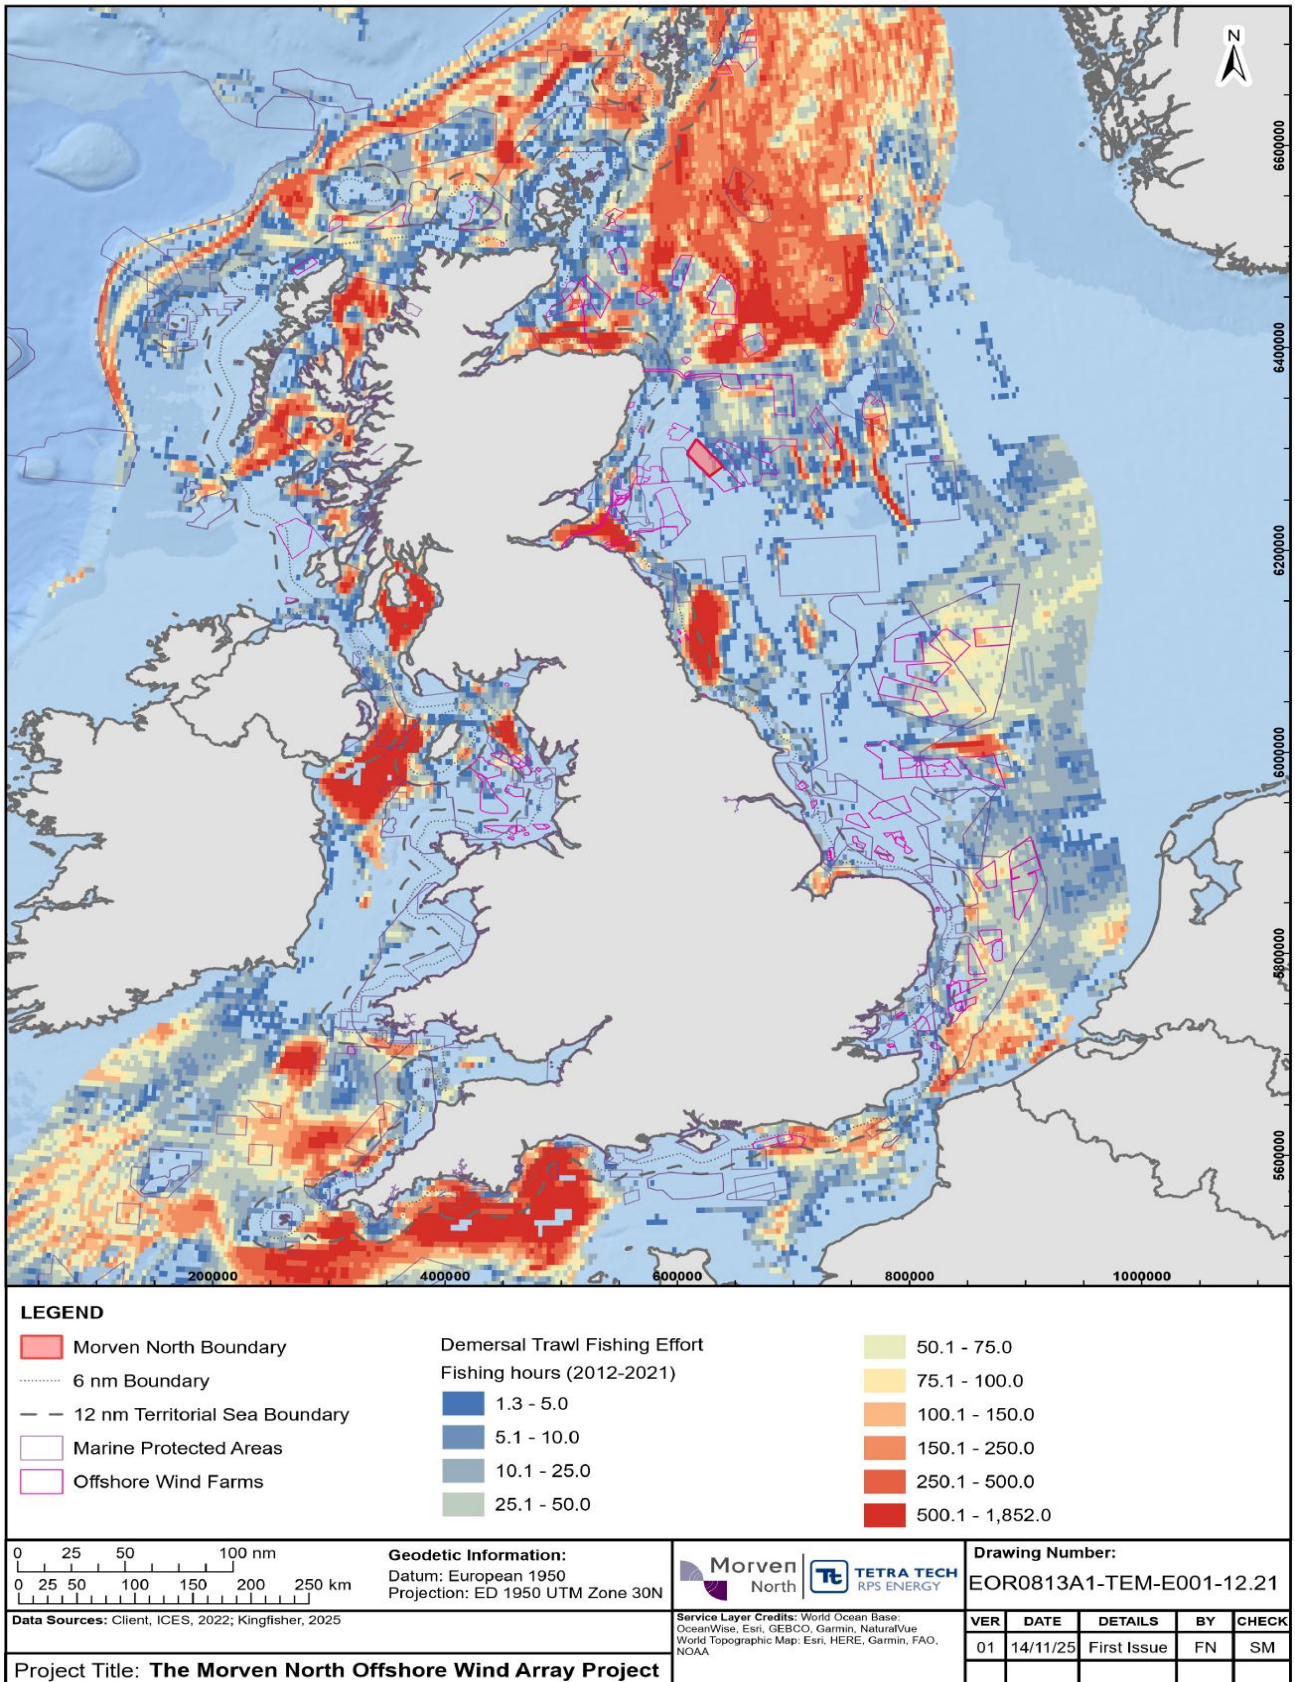 N
6600000
6400000
6200000
6000000
5800000
5600000
200000
400000
600000
800000
1000000
LEGEND
Morven North Boundary
6 nm Boundary
12 nm Territorial Sea Boundary
Marine Protected Areas
Offshore Wind Farms
Demersal Trawl Fishing Effort
Fishing hours (2012-2021)
1.3 - 5.0
5.1 - 10.0
10.1 - 25.0
25.1 - 50.0
50.1 - 75.0
75.1 - 100.0
100.1 - 150.0
150.1 - 250.0
250.1 - 500.0
500.1 - 1,852.0
0 25 50 100 nm
0 25 50 100 150 200 250 km
Geodetic Information:
Datum: European 1950
Projection: ED 1950 UTM Zone 30N
Data Sources: Client, ICES, 2022; Kingfisher, 2025
Project Title: The Morven North Offshore Wind Array Project
Morven
North
Tt
TETRA TECH
RPS ENERGY
Service Layer Credits: World Ocean Base:
OceanWise, Esri, GEBCO, Garmin, NaturalVue
World Topographic Map: Esri, HERE, Garmin, FAO,
NOAA
Drawing Number:
EOR0813A1-TEM-E001-12.21
VER DATE DETAILS BY CHECK
01 14/11/25 First Issue FN SM